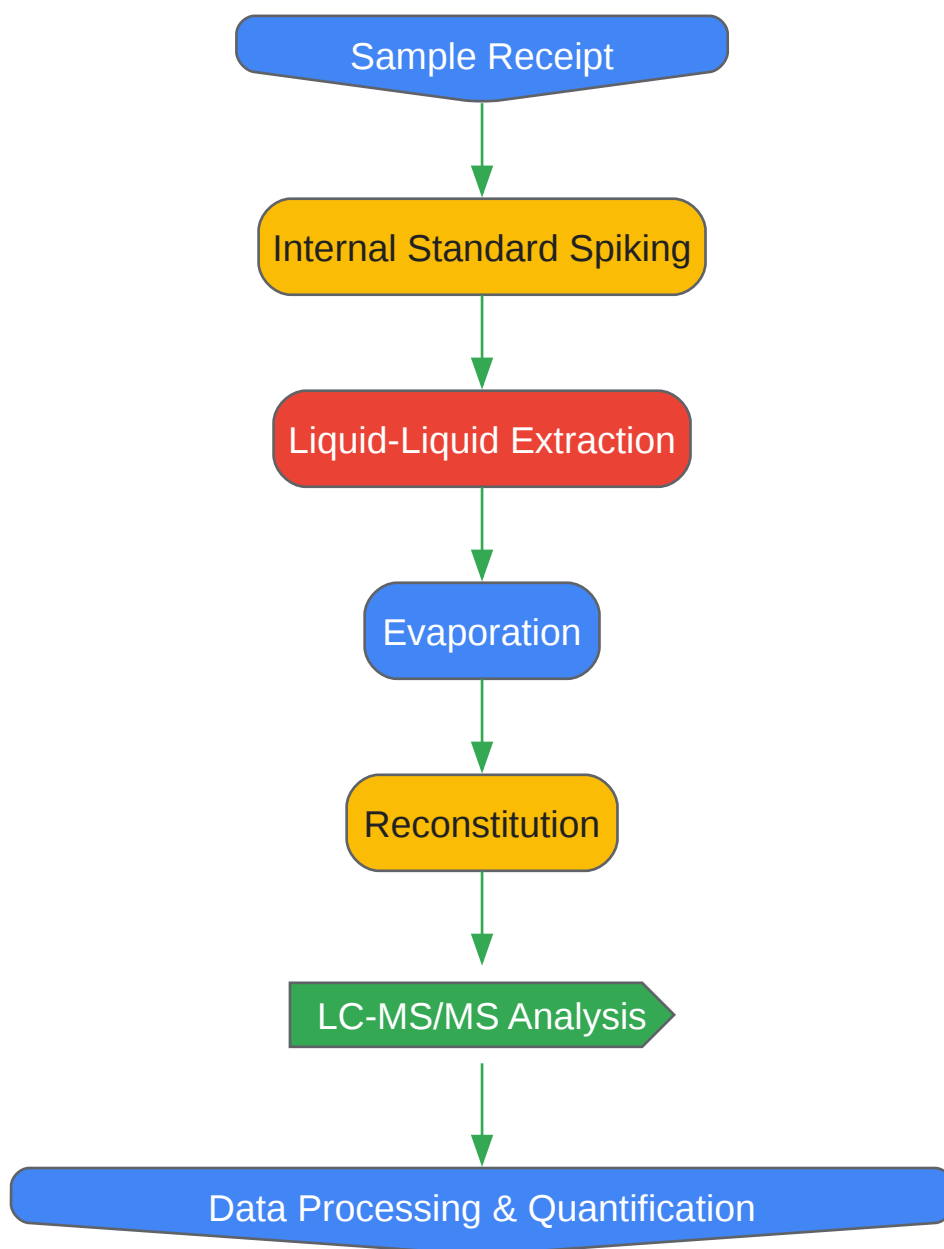 Sample Receipt
Internal Standard Spiking
Liquid-Liquid Extraction
Evaporation
Reconstitution
LC-MS/MS Analysis
Data Processing & Quantification